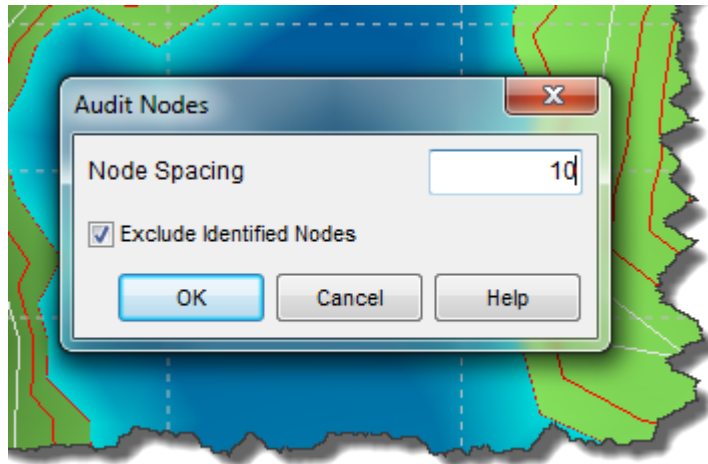 Audit Nodes
Node Spacing 10
Exclude Identified Nodes
OK Cancel Help